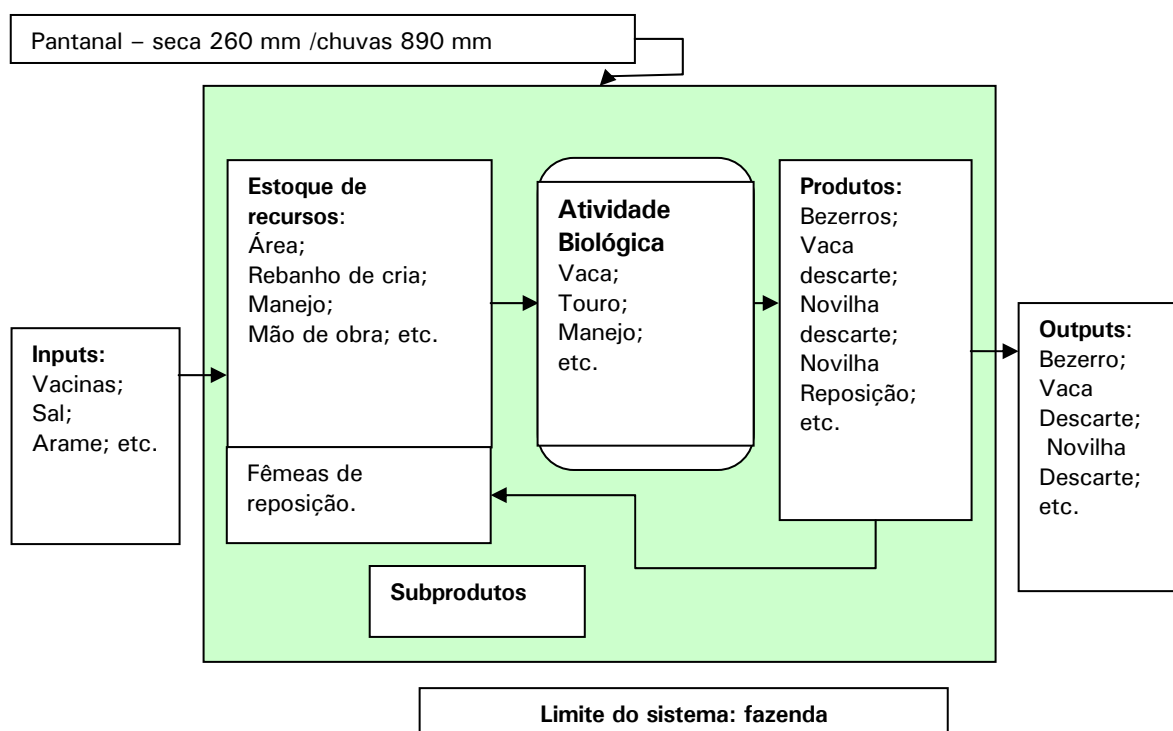 Pantanal – seca 260 mm /chuvas 890 mm
Inputs:
Vacinas;
Sal;
Arame; etc.
Estoque de
recursos:
Área;
Rebanho de cria;
Manejo;
Mão de obra; etc.
Fêmeas de
reposição.
Atividade
Biológica
Vaca;
Touro;
Manejo;
etc.
Produtos:
Bezerros;
Vaca
descarte;
Novilha
descarte;
Novilha
Reposição;
etc.
Outputs:
Bezerro;
Vaca
Descarte;
Novilha
Descarte;
etc.
Subprodutos
Limite do sistema: fazenda